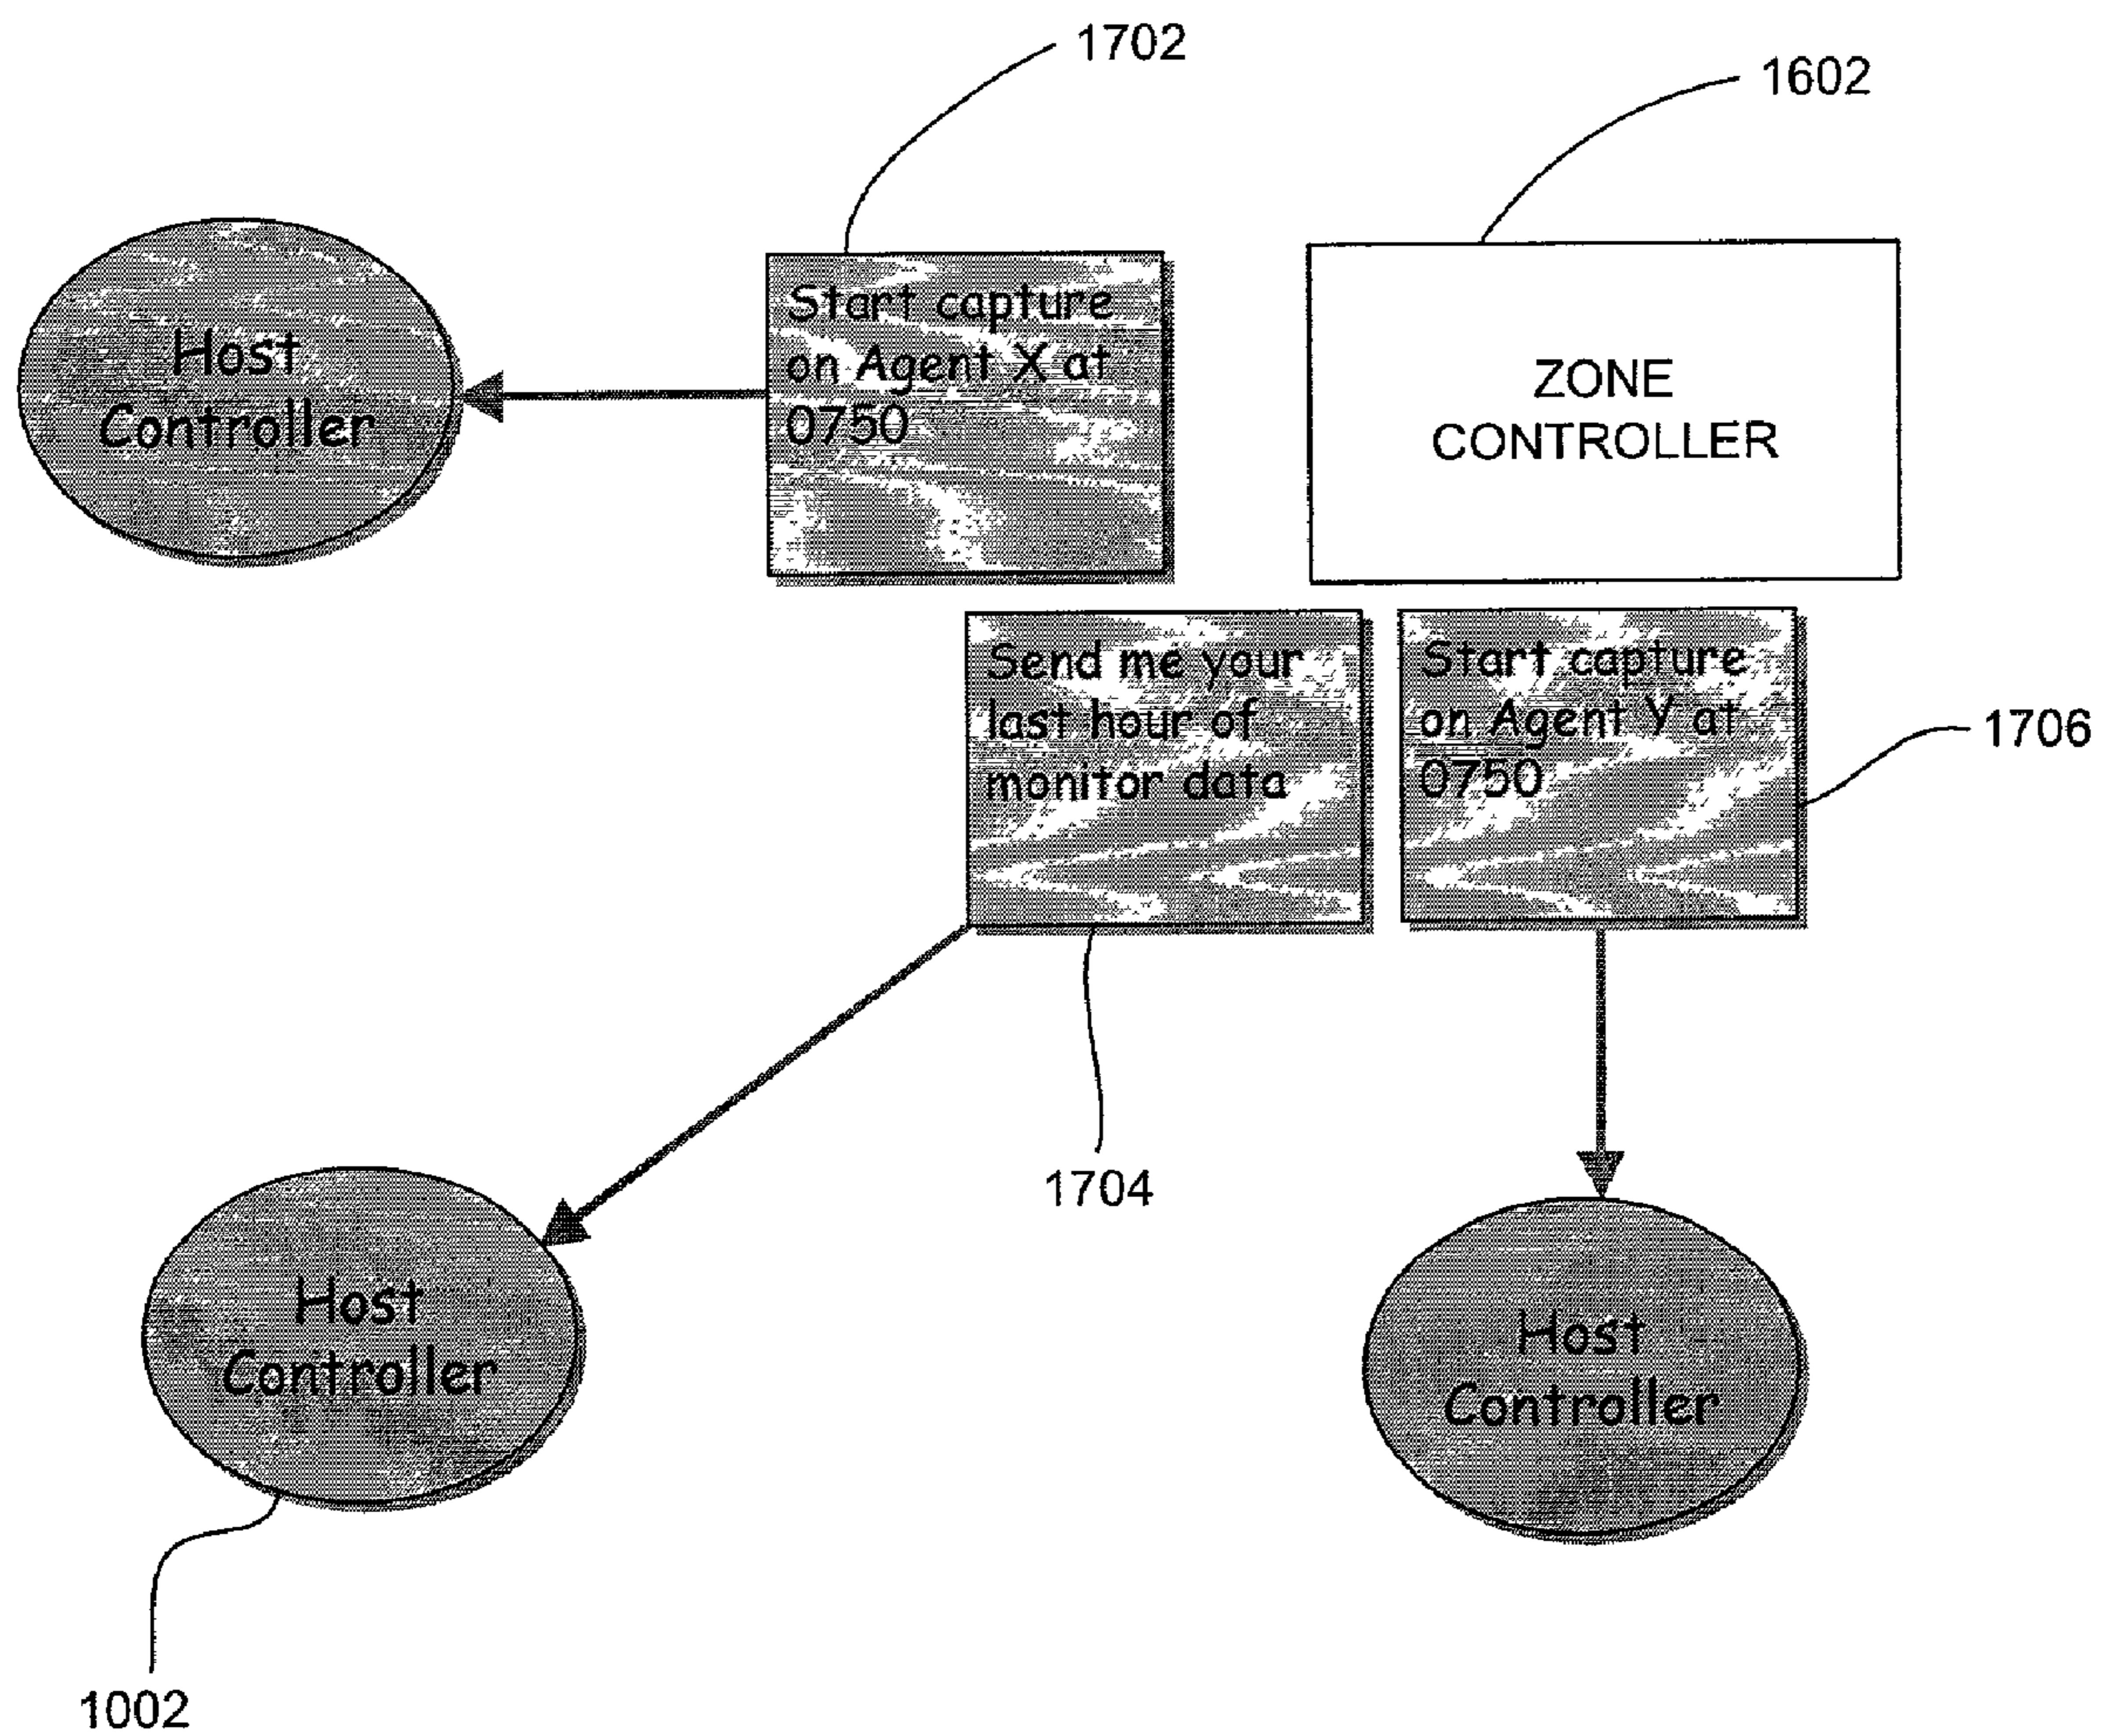 1702
1602
Host
Controller
Start capture
on Agent X at
0750
ZONE
CONTROLLER
Send me your
last hour of
monitor data
Start capture
on Agent Y at
0750
1706
1704
Host
Controller
Host
Controller
1002